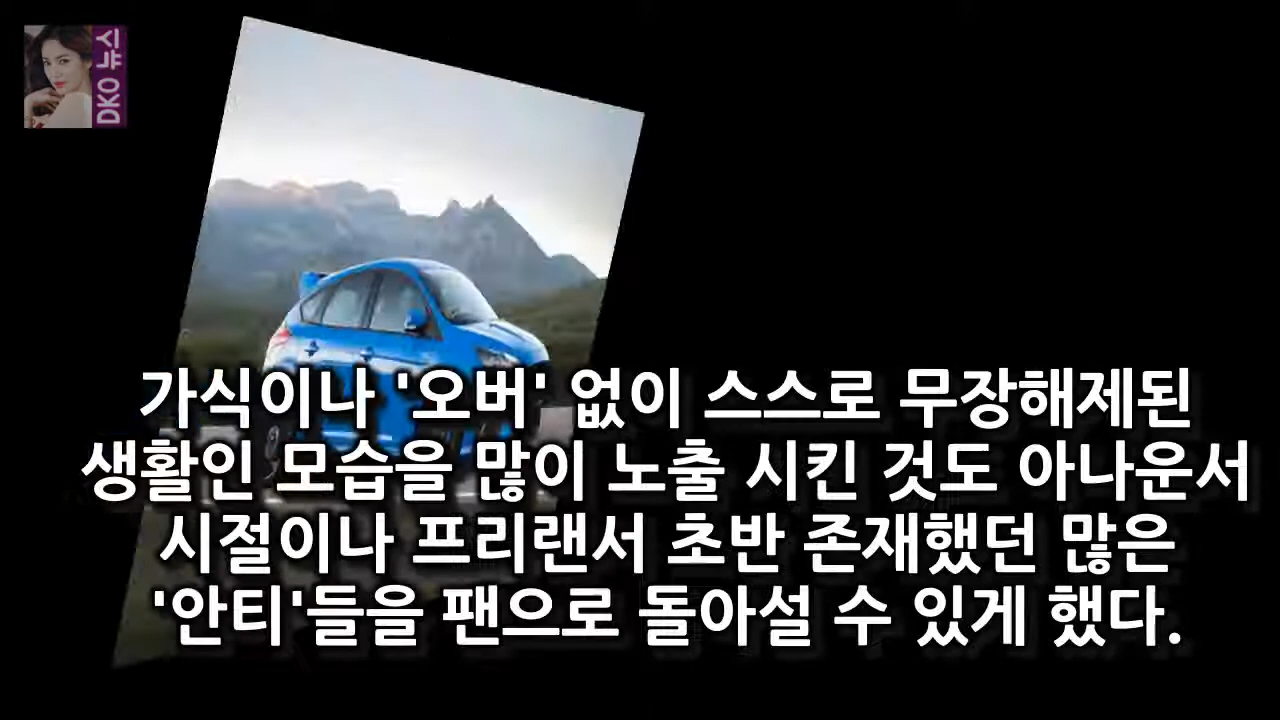 DKO 뉴스
가식이나 '오버' 없이 스스로 무장해제된
생활인 모습을 많이 노출 시킨 것도 아나운서
시절이나 프리랜서 초반 존재했던 많은
'안티'들을 팬으로 돌아설 수 있게 했다.